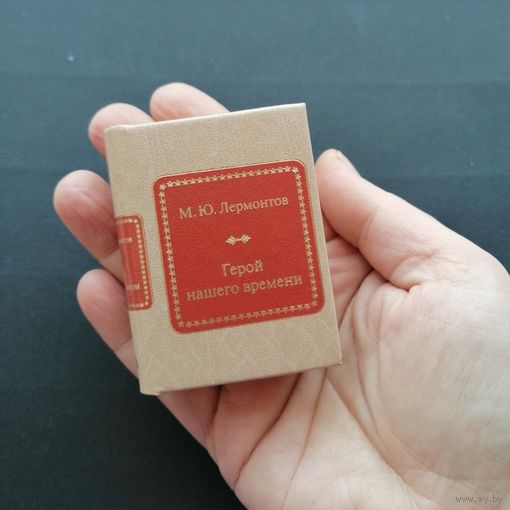 М. Ю. Лермонтов
Герой
нашего времени
www.ay.by